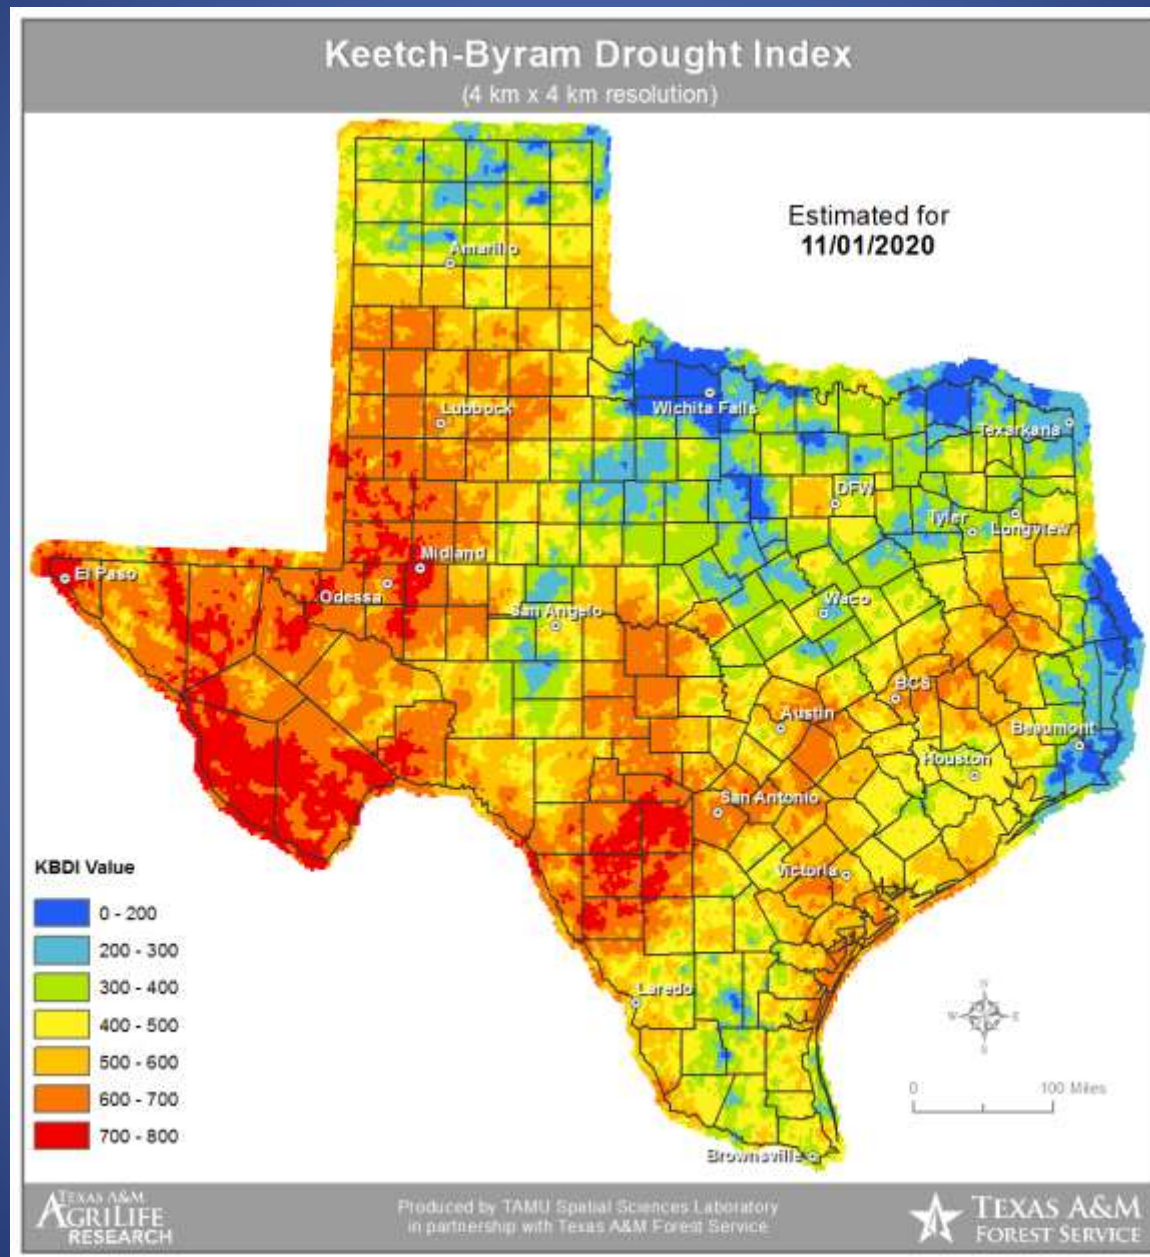 Keetch-Byram Drought Index
(4 km x 4 km resolution)
Estimated for
11/01/2020
Amarillo
Wichita Falls
Lubbock
Texarkana
DFW
Tyler
Longview
Midland
El Paso
Odessa
San Angelo
Waco
BCS
Austin
Beaumont
Houston
San Antonio
Victoria
Laredo
Brownsville
KBDI Value
0 - 200
200 - 300
300 - 400
400 - 500
500 - 600
600 - 700
700 - 800
N
W E
S
0 100 Miles
TEXAS A&M
AGRILIFE
RESEARCH
Produced by TAMU Spatial Sciences Laboratory
in partnership with Texas A&M Forest Service
TEXAS A&M
FOREST SERVICE